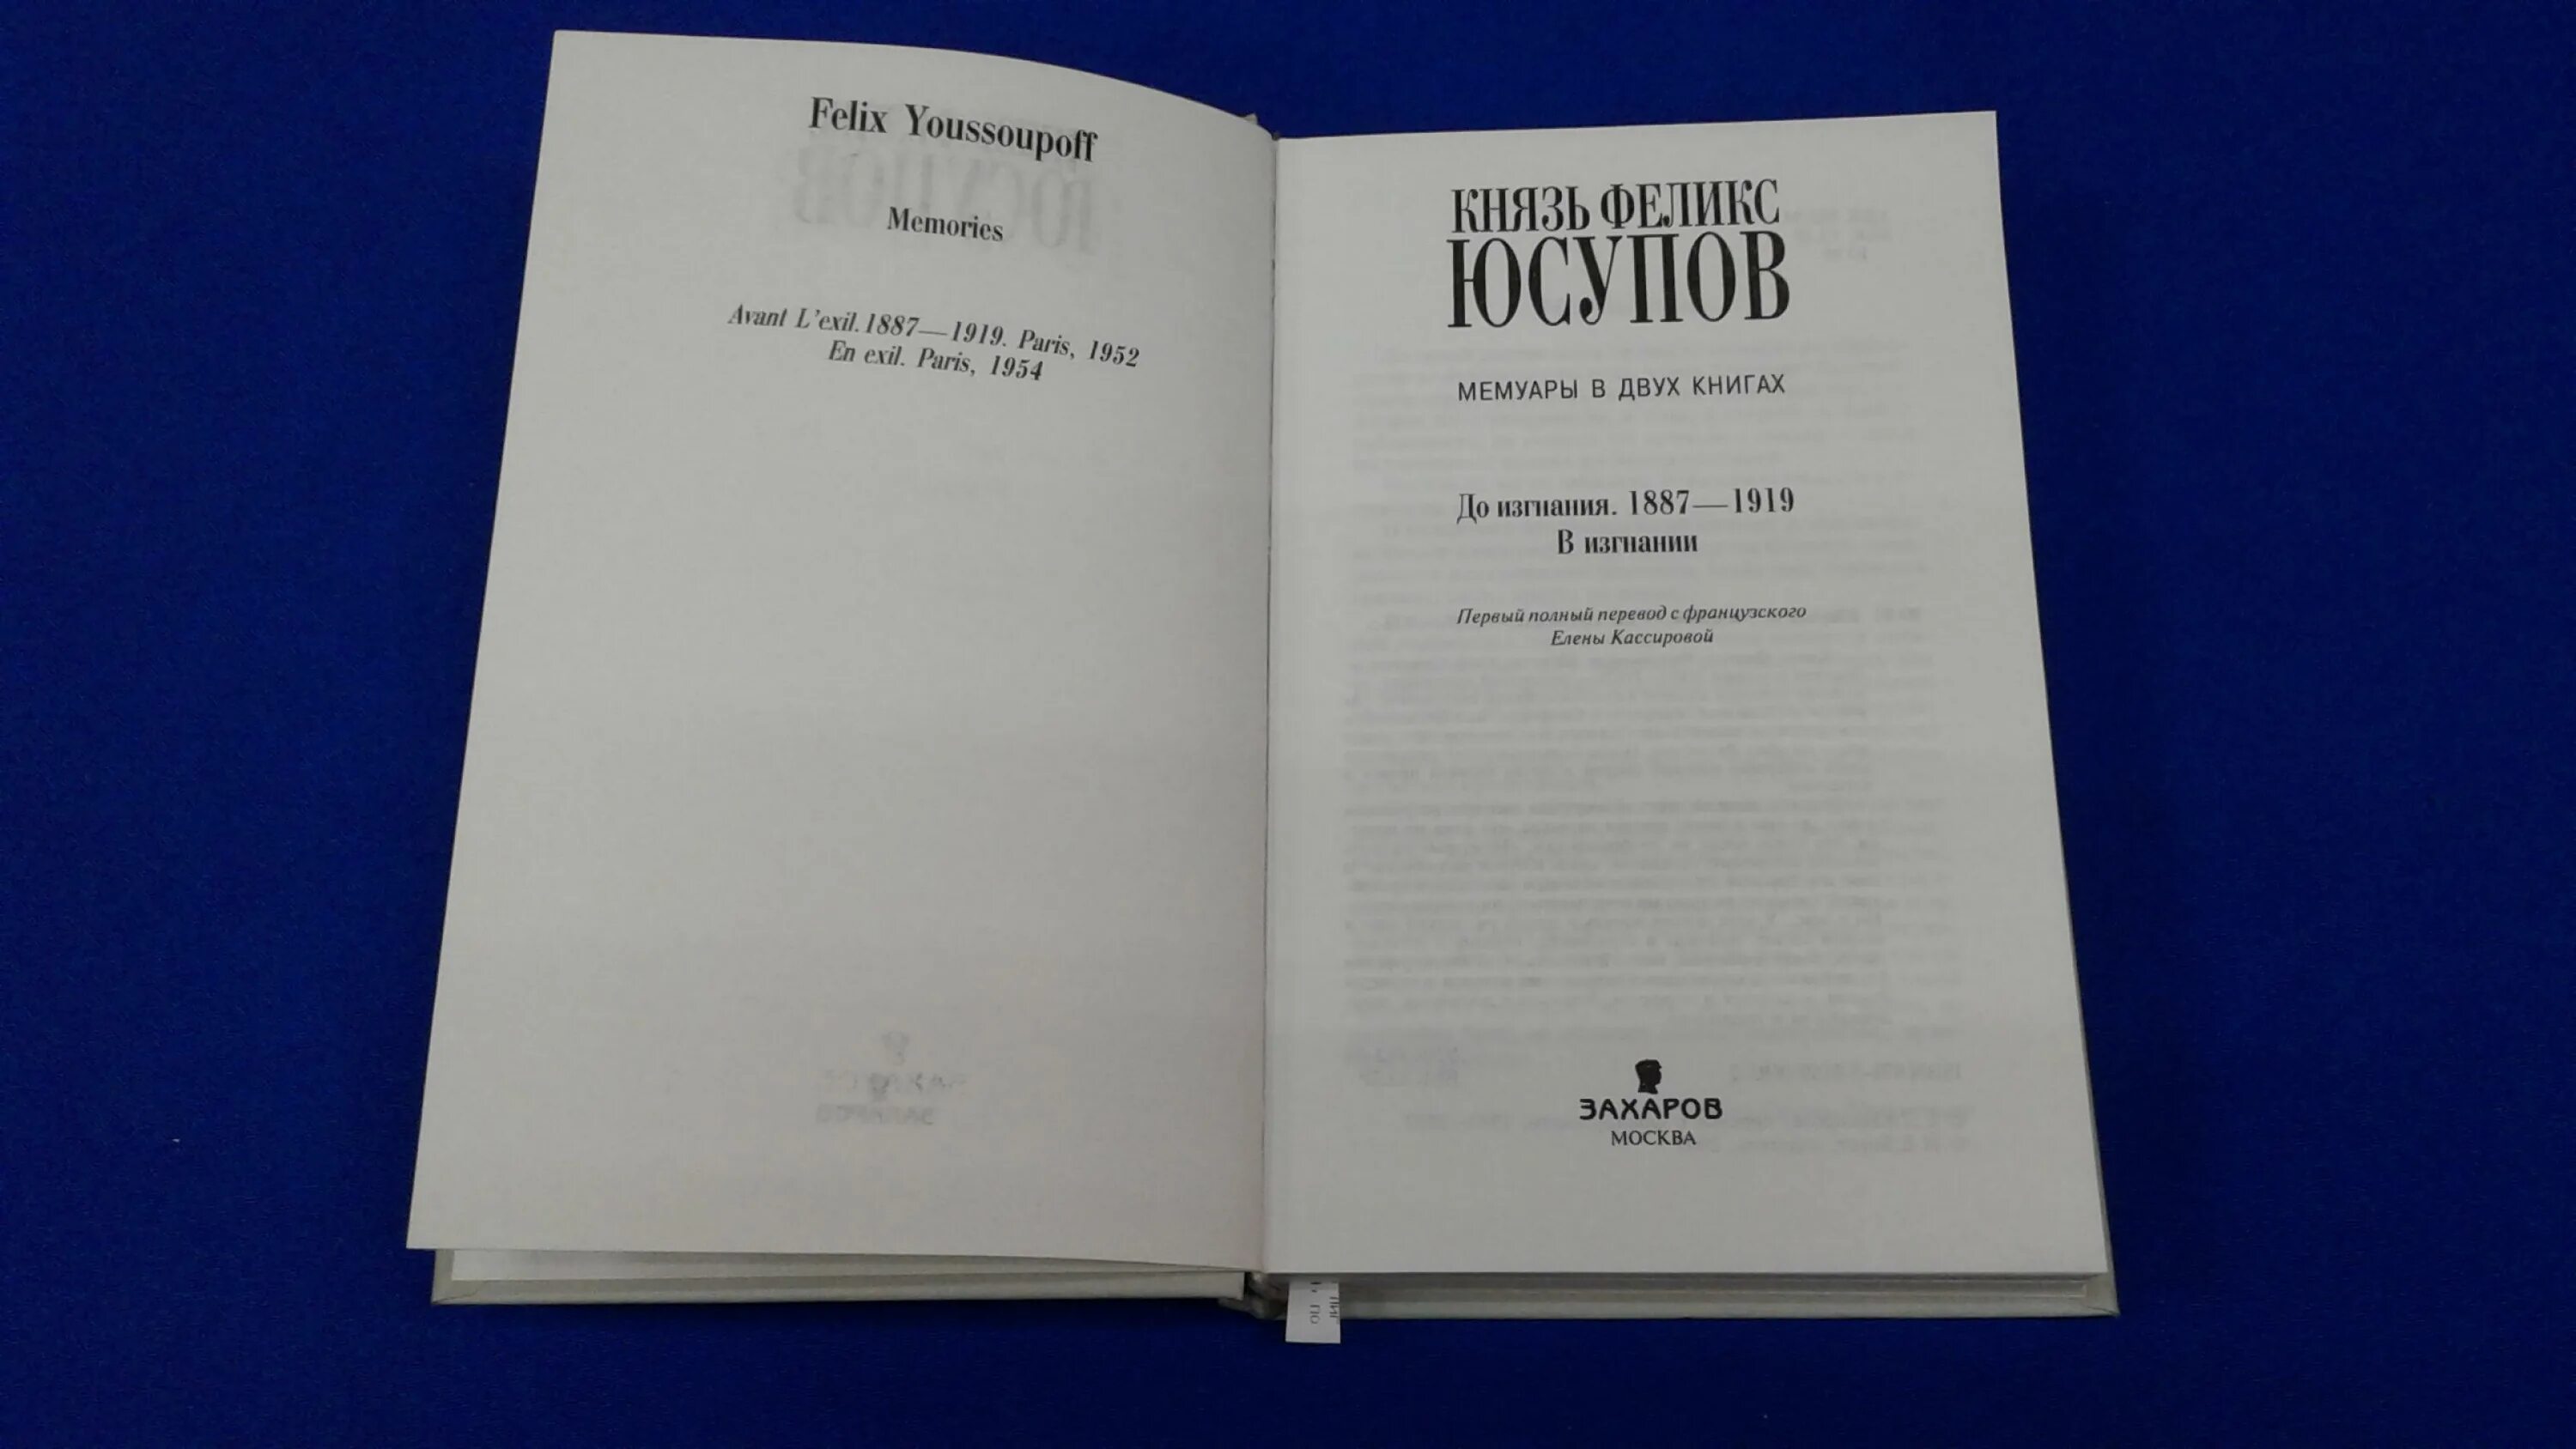 Felix Youssoupoff
Memories
Avant L'exil. 1887—1919. Paris, 1952
En exil. Paris, 1954
КНЯЗЬ ФЕЛИКС
ЮСУПОВ
МЕМУАРЫ В ДВУХ КНИГАХ
До изгнания. 1887—1919
В изгнании
Первый полный перевод с французского
Елены Кассировой
ЗАХАРОВ
МОСКВА
по